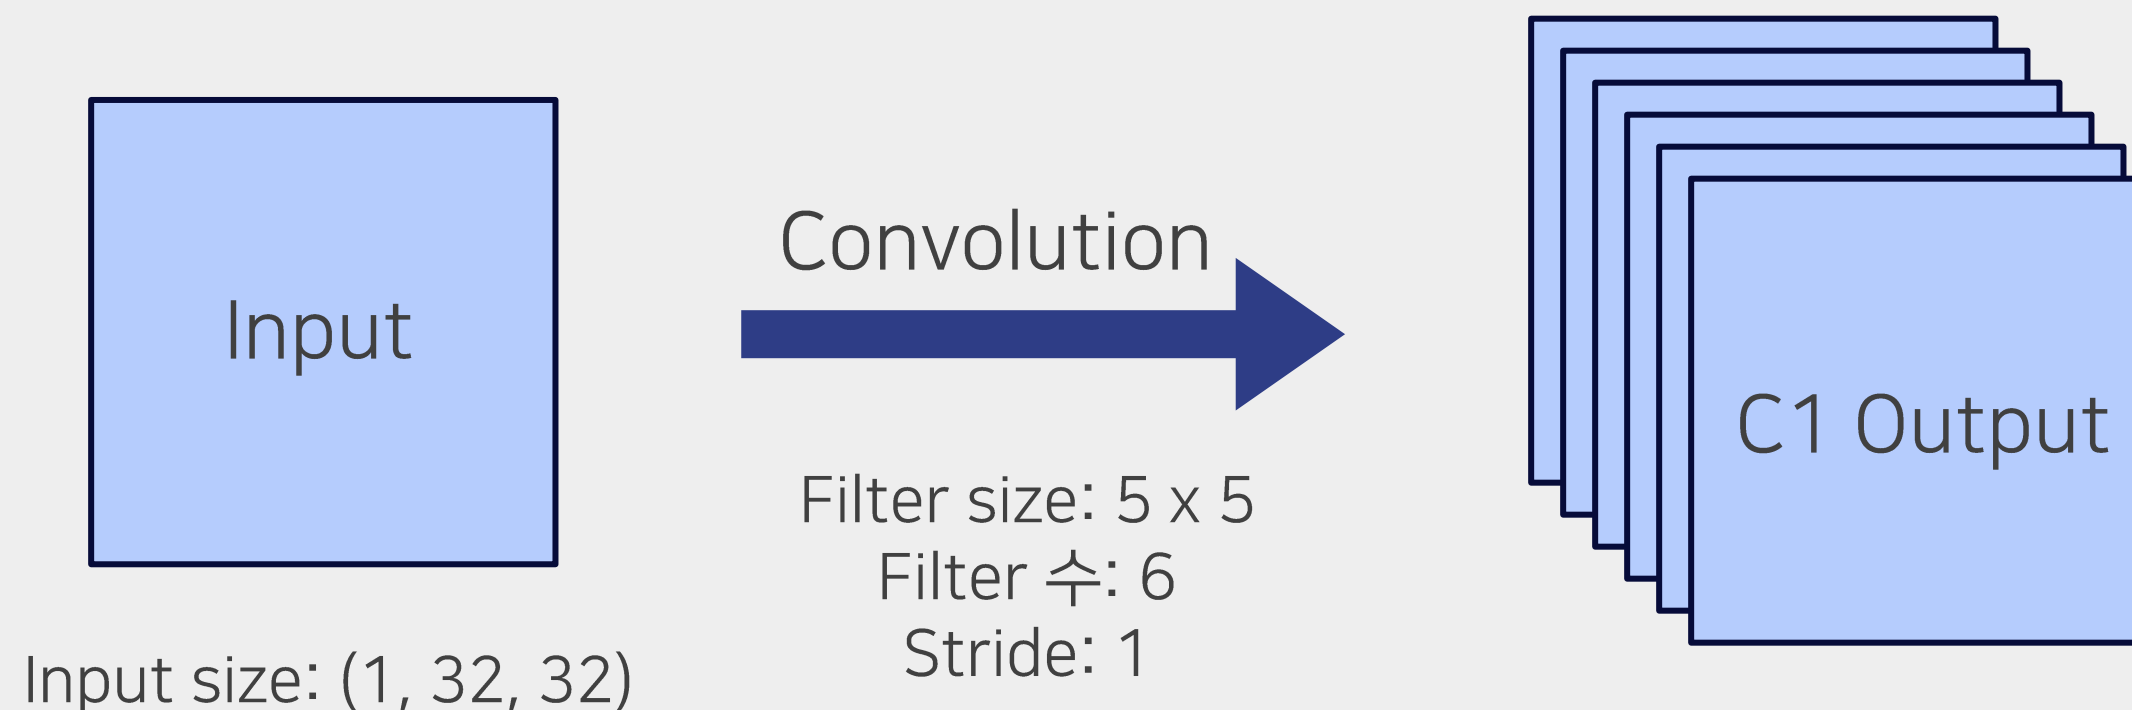 Input
Input size: (1, 32, 32)
Convolution
Filter size: 5 x 5
Filter 수: 6
Stride: 1
C1 Output